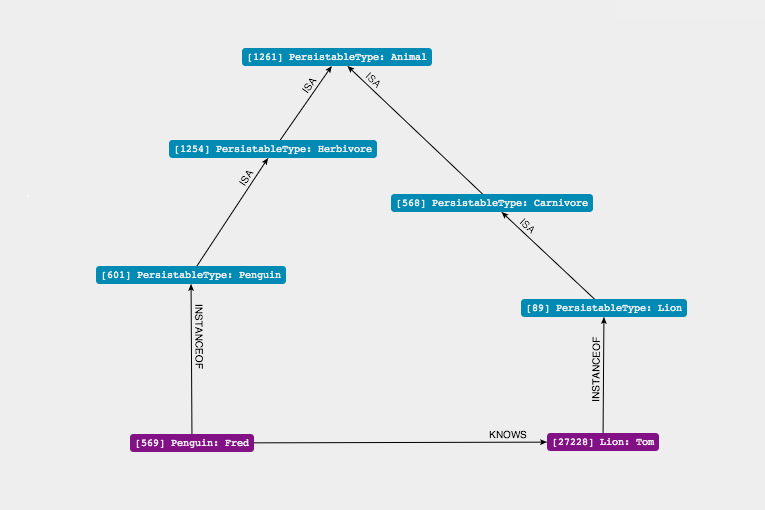 [1261] PersistableType: Animal
ISA
ISA
[1254] PersistableType: Herbivore
ISA
[568] PersistableType: Carnivore
ISA
[601] PersistableType: Penguin
[89] PersistableType: Lion
INSTANCEOF
INSTANCEOF
KNOWS
[569] Penguin: Fred
[27228] Lion: Tom